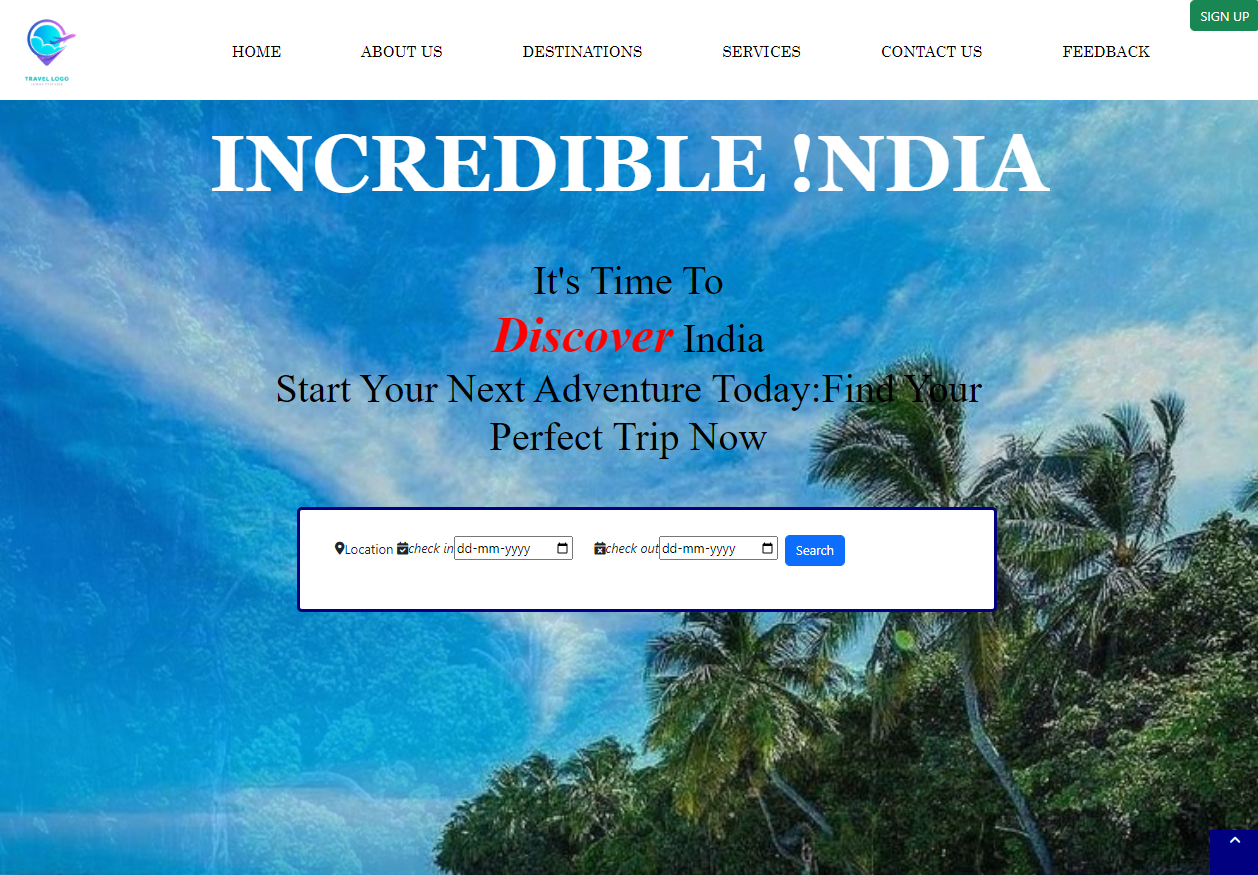 SIGN UP
HOME ABOUT US DESTINATIONS SERVICES CONTACT US FEEDBACK
TRAVEL LOGO
INCREDIBLE !NDIA
It's Time To
Discover India
Start Your Next Adventure Today:Find Your
Perfect Trip Now
Location check in dd-mm-yyyy check out dd-mm-yyyy Search